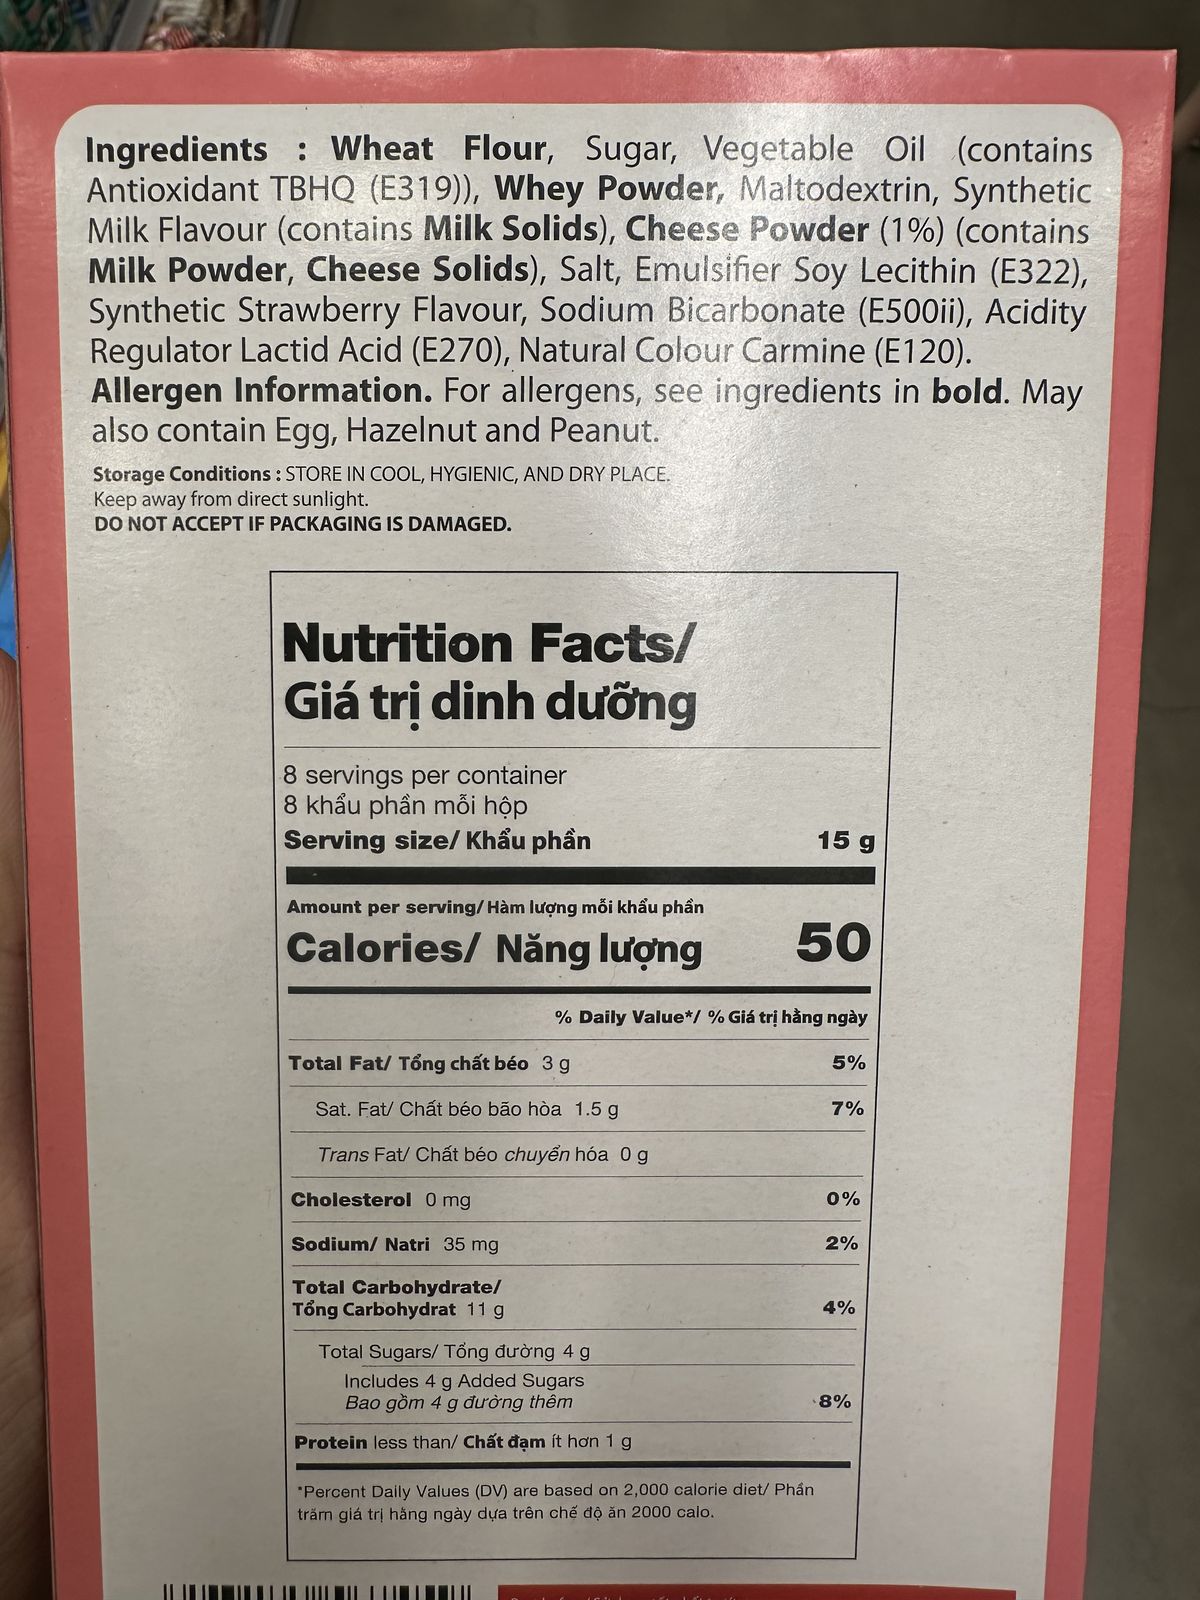 Ingredients : Wheat Flour, Sugar, Vegetable Oil (contains
Antioxidant TBHQ (E319)), Whey Powder, Maltodextrin, Synthetic
Milk Flavour (contains Milk Solids), Cheese Powder (1%) (contains
Milk Powder, Cheese Solids), Salt, Emulsifier Soy Lecithin (E322),
Synthetic Strawberry Flavour, Sodium Bicarbonate (E500ii), Acidity
Regulator Lactid Acid (E270), Natural Colour Carmine (E120).
Allergen Information. For allergens, see ingredients in bold. May
also contain Egg, Hazelnut and Peanut.
Storage Conditions : STORE IN COOL, HYGIENIC, AND DRY PLACE.
Keep away from direct sunlight.
DO NOT ACCEPT IF PACKAGING IS DAMAGED.
Nutrition Facts/
Giá trị dinh dưỡng
8 servings per container
8 khẩu phần mỗi hộp
Serving size/ Khẩu phần 15 g
Amount per serving/ Hàm lượng mỗi khẩu phần
Calories/ Năng lượng 50
% Daily Value*/ % Giá trị hằng ngày
Total Fat/ Tổng chất béo 3 g 5%
Sat. Fat/ Chất béo bão hòa 1.5 g 7%
Trans Fat/ Chất béo chuyển hóa 0 g
Cholesterol 0 mg 0%
Sodium/ Natri 35 mg 2%
Total Carbohydrate/
Tổng Carbohydrat 11 g 4%
Total Sugars/ Tổng đường 4 g
Includes 4 g Added Sugars
Bao gồm 4 g đường thêm 8%
Protein less than/ Chất đạm ít hơn 1 g
*Percent Daily Values (DV) are based on 2,000 calorie diet/ Phần
trăm giá trị hằng ngày dựa trên chế độ ăn 2000 calo.